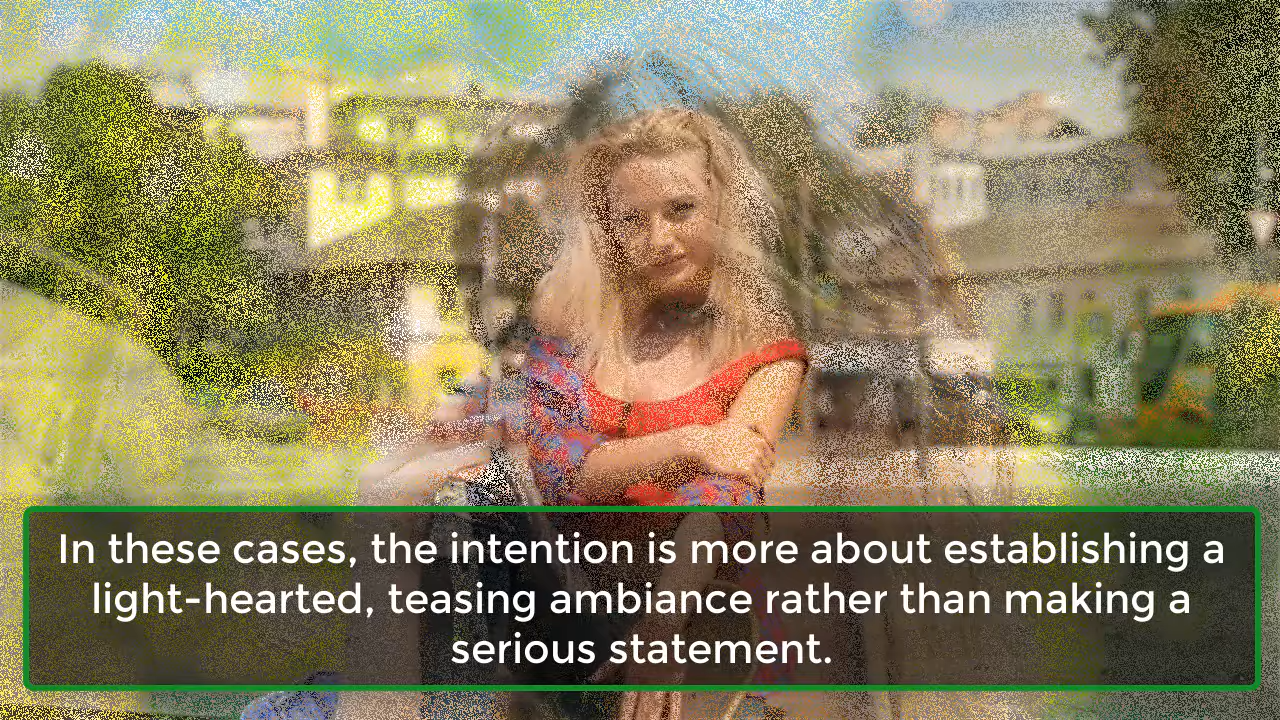 In these cases, the intention is more about establishing a
light-hearted, teasing ambiance rather than making a
serious statement.